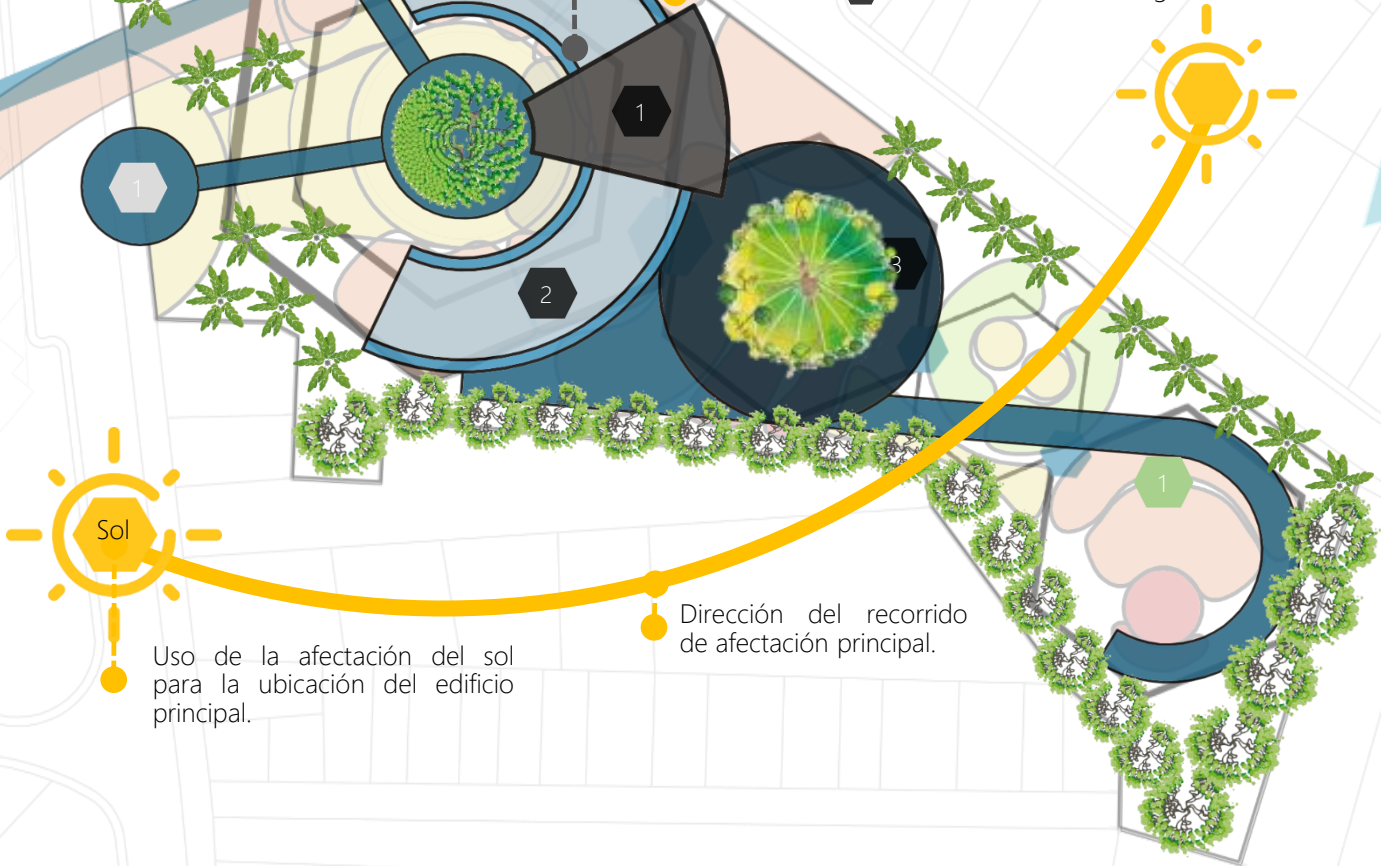 1
1
2
3
1
Sol
Dirección del recorrido
de afectación principal.
Uso de la afectación del sol
para la ubicación del edificio
principal.